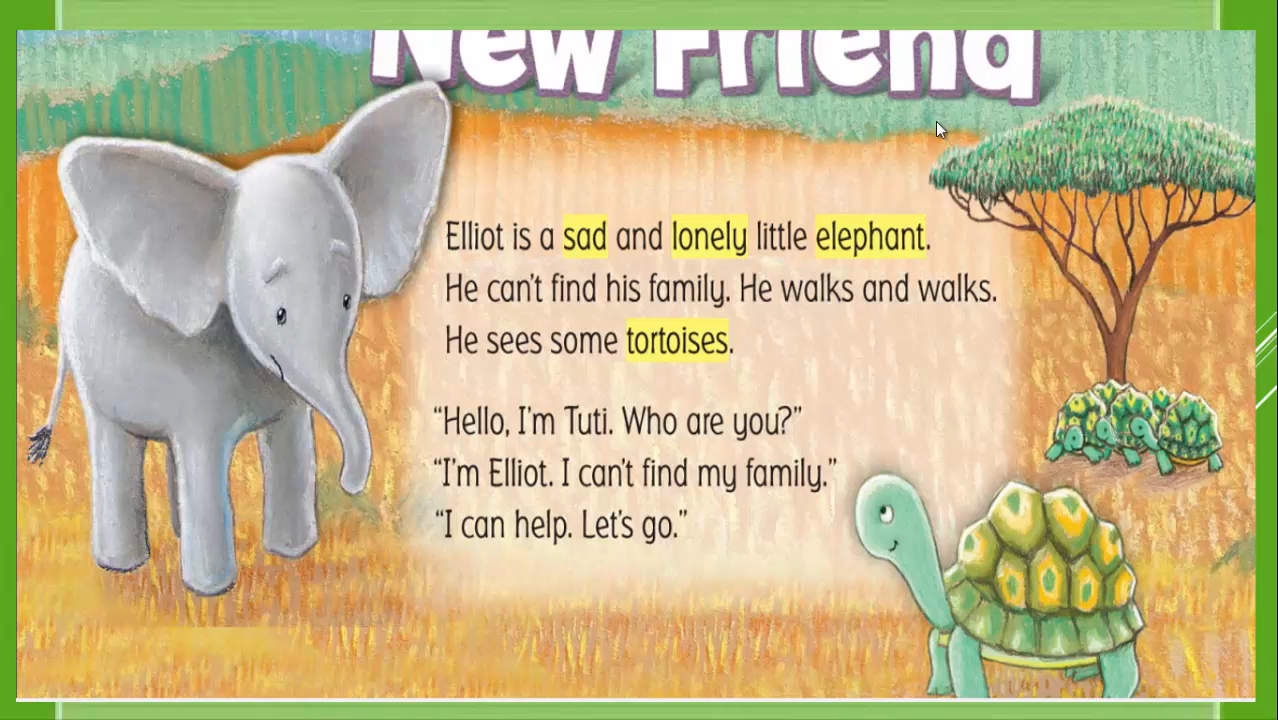 New Friend
Elliot is a sad and lonely little elephant.
He can't find his family. He walks and walks.
He sees some tortoises.
“Hello, I'm Tuti. Who are you?”
“I'm Elliot. I can't find my family.”
“I can help. Let's go.”